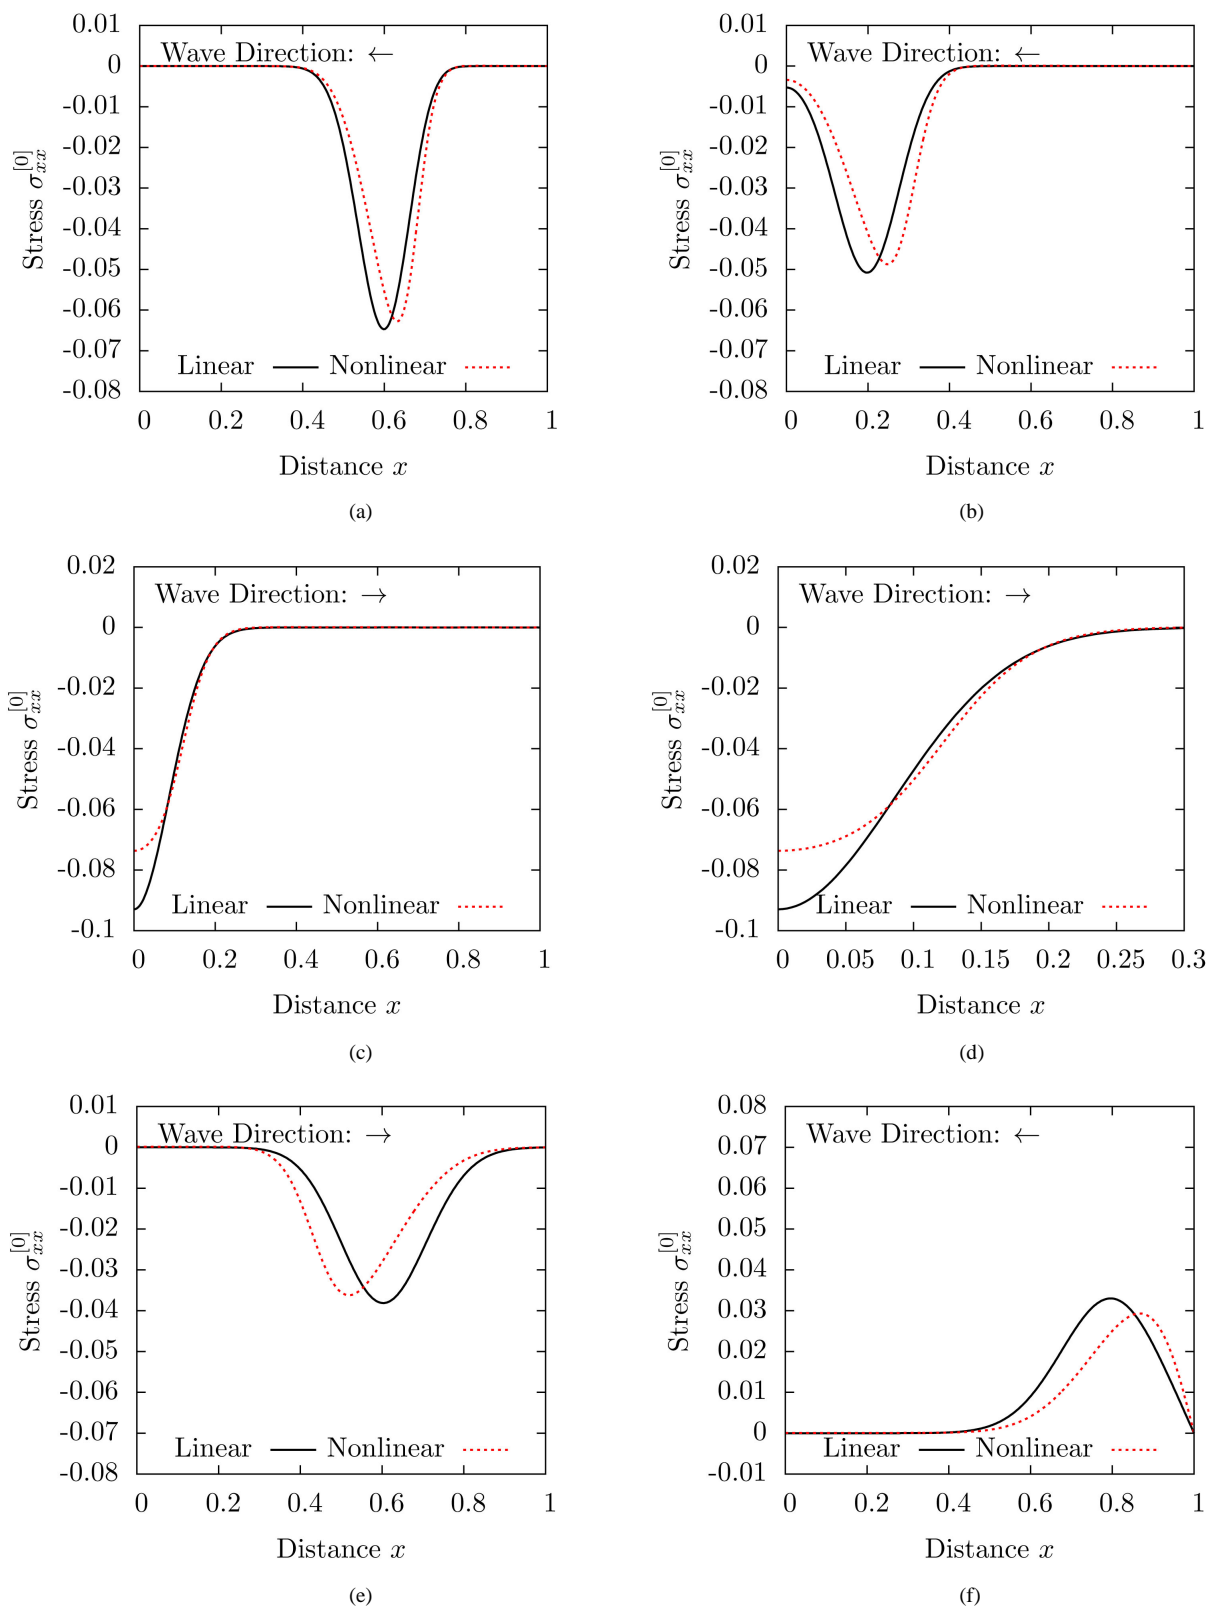 0.01
0
-0.01
-0.02
-0.03
-0.04
-0.05
-0.06
-0.07
-0.08
Wave Direction: ←
Stress σ[0]xx
Linear
Nonlinear
0 0.2 0.4 0.6 0.8 1
Distance x
(a)
0.01
0
-0.01
-0.02
-0.03
-0.04
-0.05
-0.06
-0.07
-0.08
Wave Direction: ←
Stress σ[0]xx
Linear
Nonlinear
0 0.2 0.4 0.6 0.8 1
Distance x
(b)
0.02
0
-0.02
-0.04
-0.06
-0.08
-0.1
Wave Direction: →
Stress σ[0]xx
Linear
Nonlinear
0 0.2 0.4 0.6 0.8 1
Distance x
(c)
0.02
0
-0.02
-0.04
-0.06
-0.08
-0.1
Wave Direction: →
Stress σ[0]xx
Linear
Nonlinear
0 0.05 0.1 0.15 0.2 0.25 0.3
Distance x
(d)
0.01
0
-0.01
-0.02
-0.03
-0.04
-0.05
-0.06
-0.07
-0.08
Wave Direction: →
Stress σ[0]xx
Linear
Nonlinear
0 0.2 0.4 0.6 0.8 1
Distance x
(e)
0.08
0.07
0.06
0.05
0.04
0.03
0.02
0.01
0
-0.01
Wave Direction: ←
Stress σ[0]xx
Linear
Nonlinear
0 0.2 0.4 0.6 0.8 1
Distance x
(f)